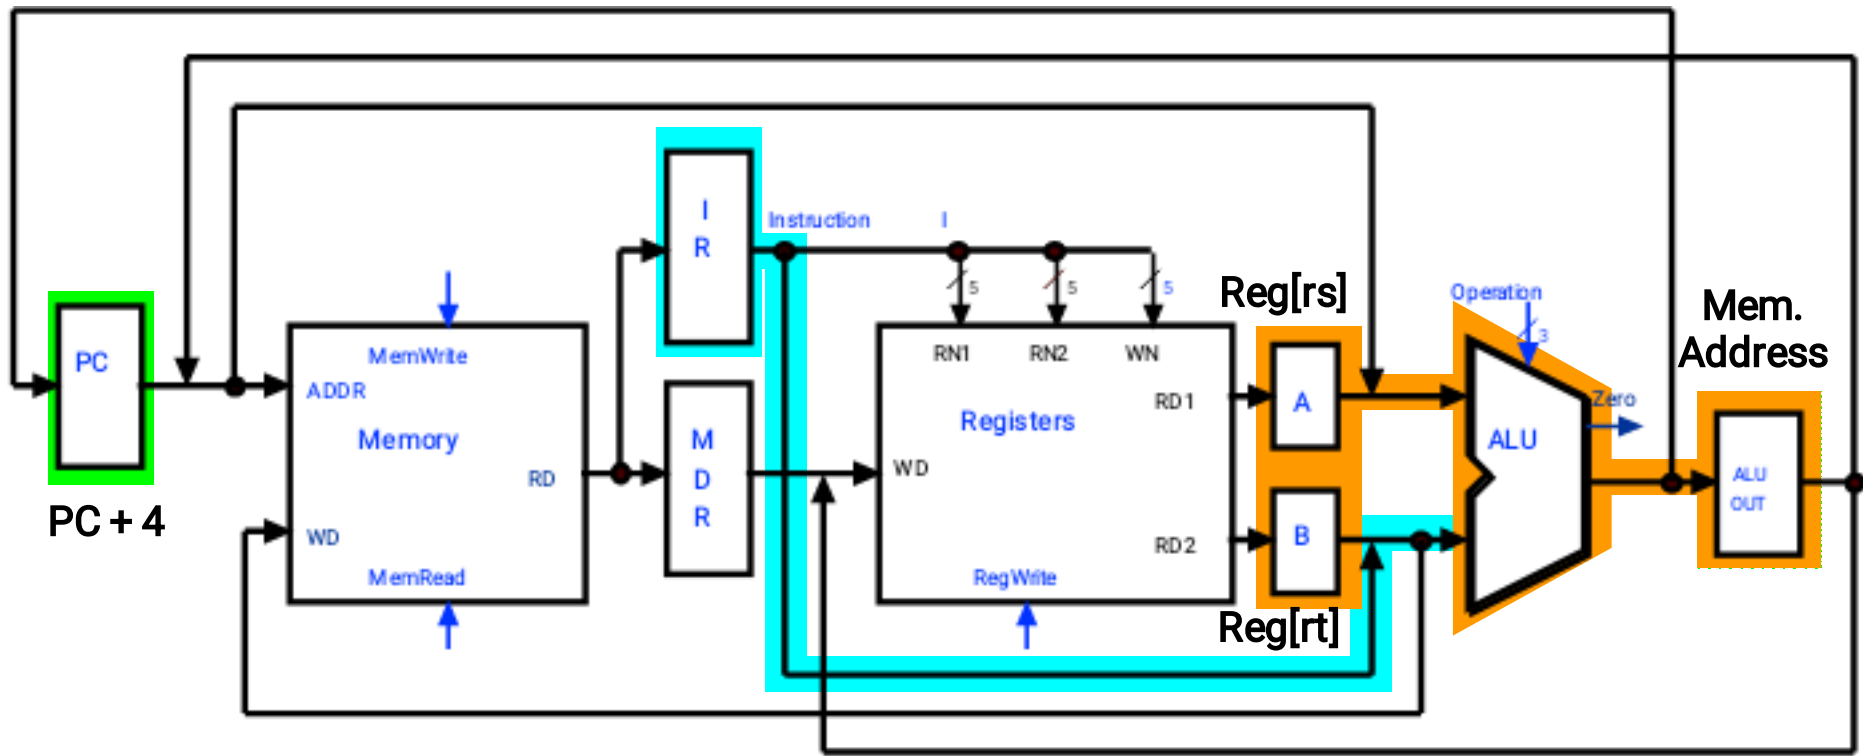 Instruction
I
I
R
5
5
5
Reg[rs]
Operation
3
Mem.
Address
PC
MemWrite
ADDR
Memory
RD
WD
MemRead
PC + 4
M
D
R
RN1
RN2
WN
RD1
Registers
WD
RD2
RegWrite
A
B
Reg[rt]
ALU
Zero
ALU
OUT